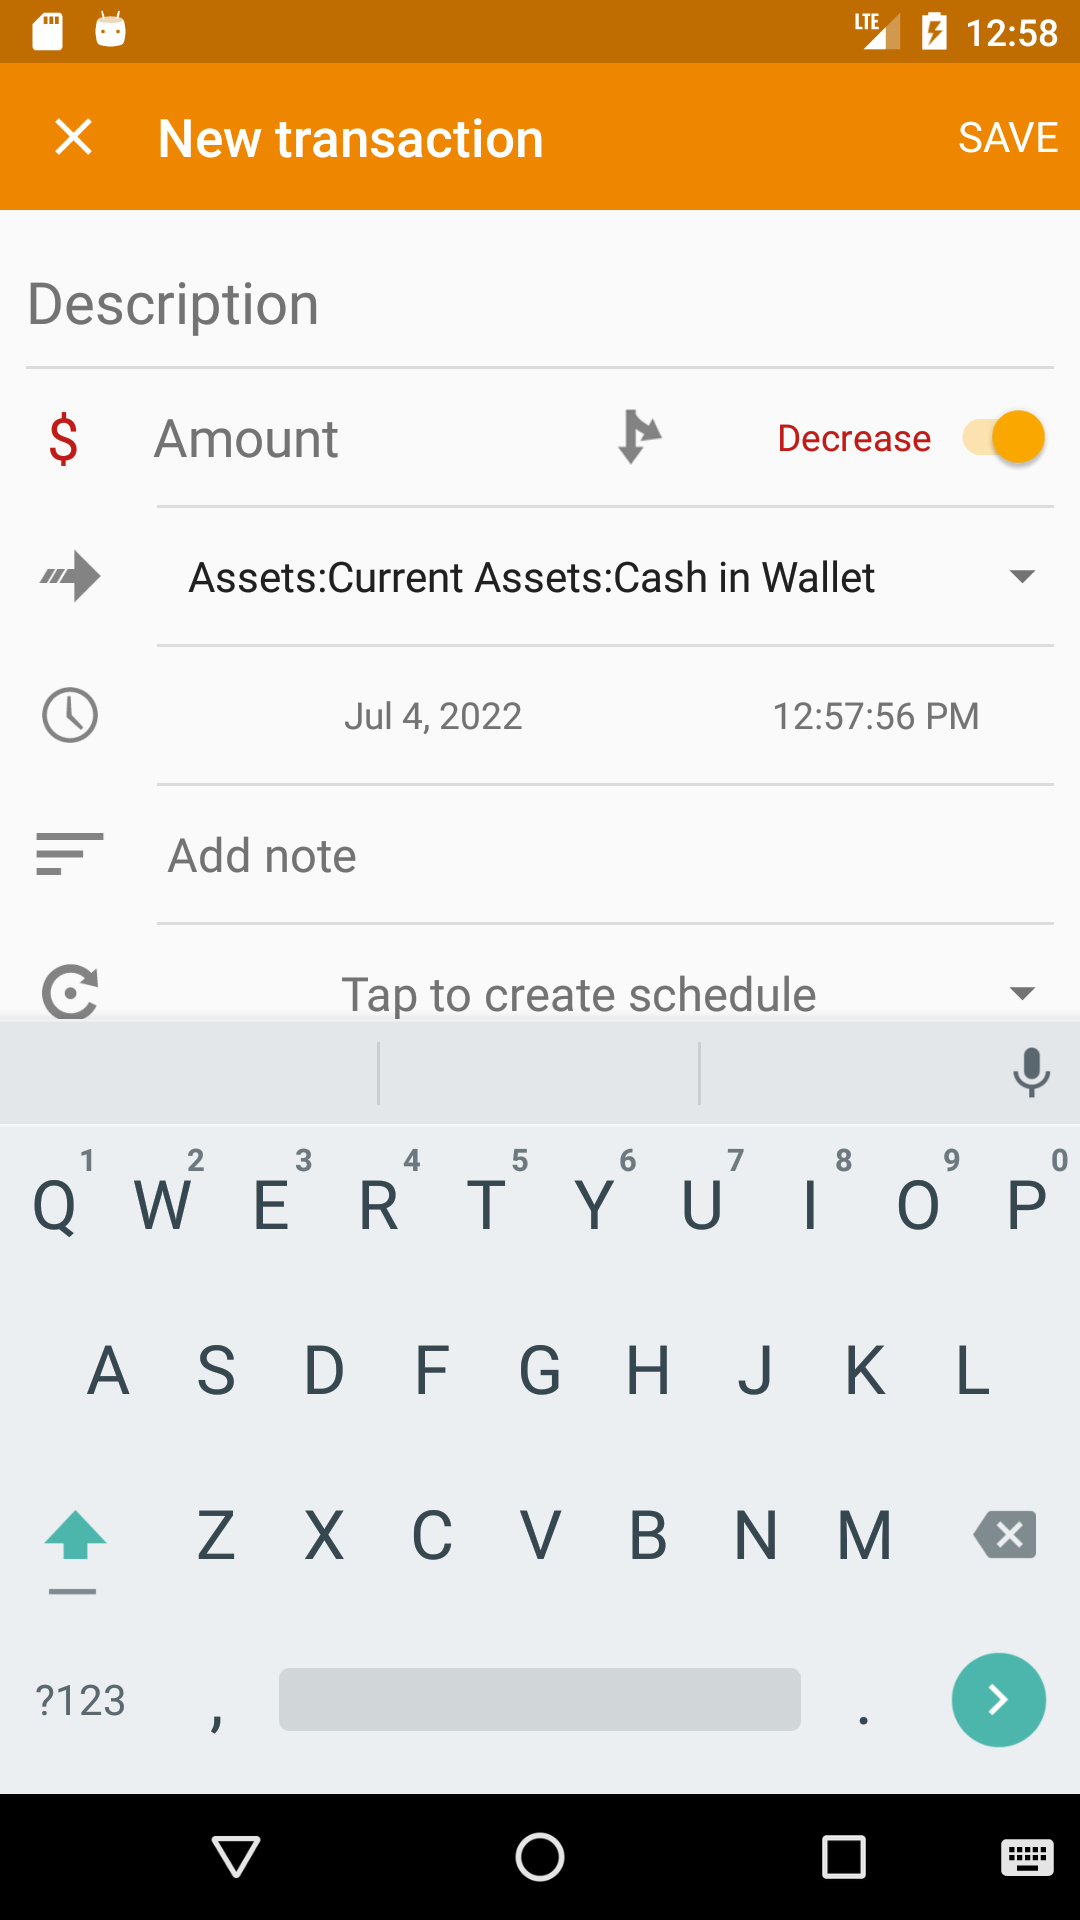 LTE 12:58
New transaction SAVE
Description
$ Amount Decrease
Assets:Current Assets:Cash in Wallet
Jul 4, 2022 12:57:56 PM
Add note
Tap to create schedule
1 2 3 4 5 6 7 8 9 0
Q W E R T Y U I O P
A S D F G H J K L
Z X C V B N M
?123 , .